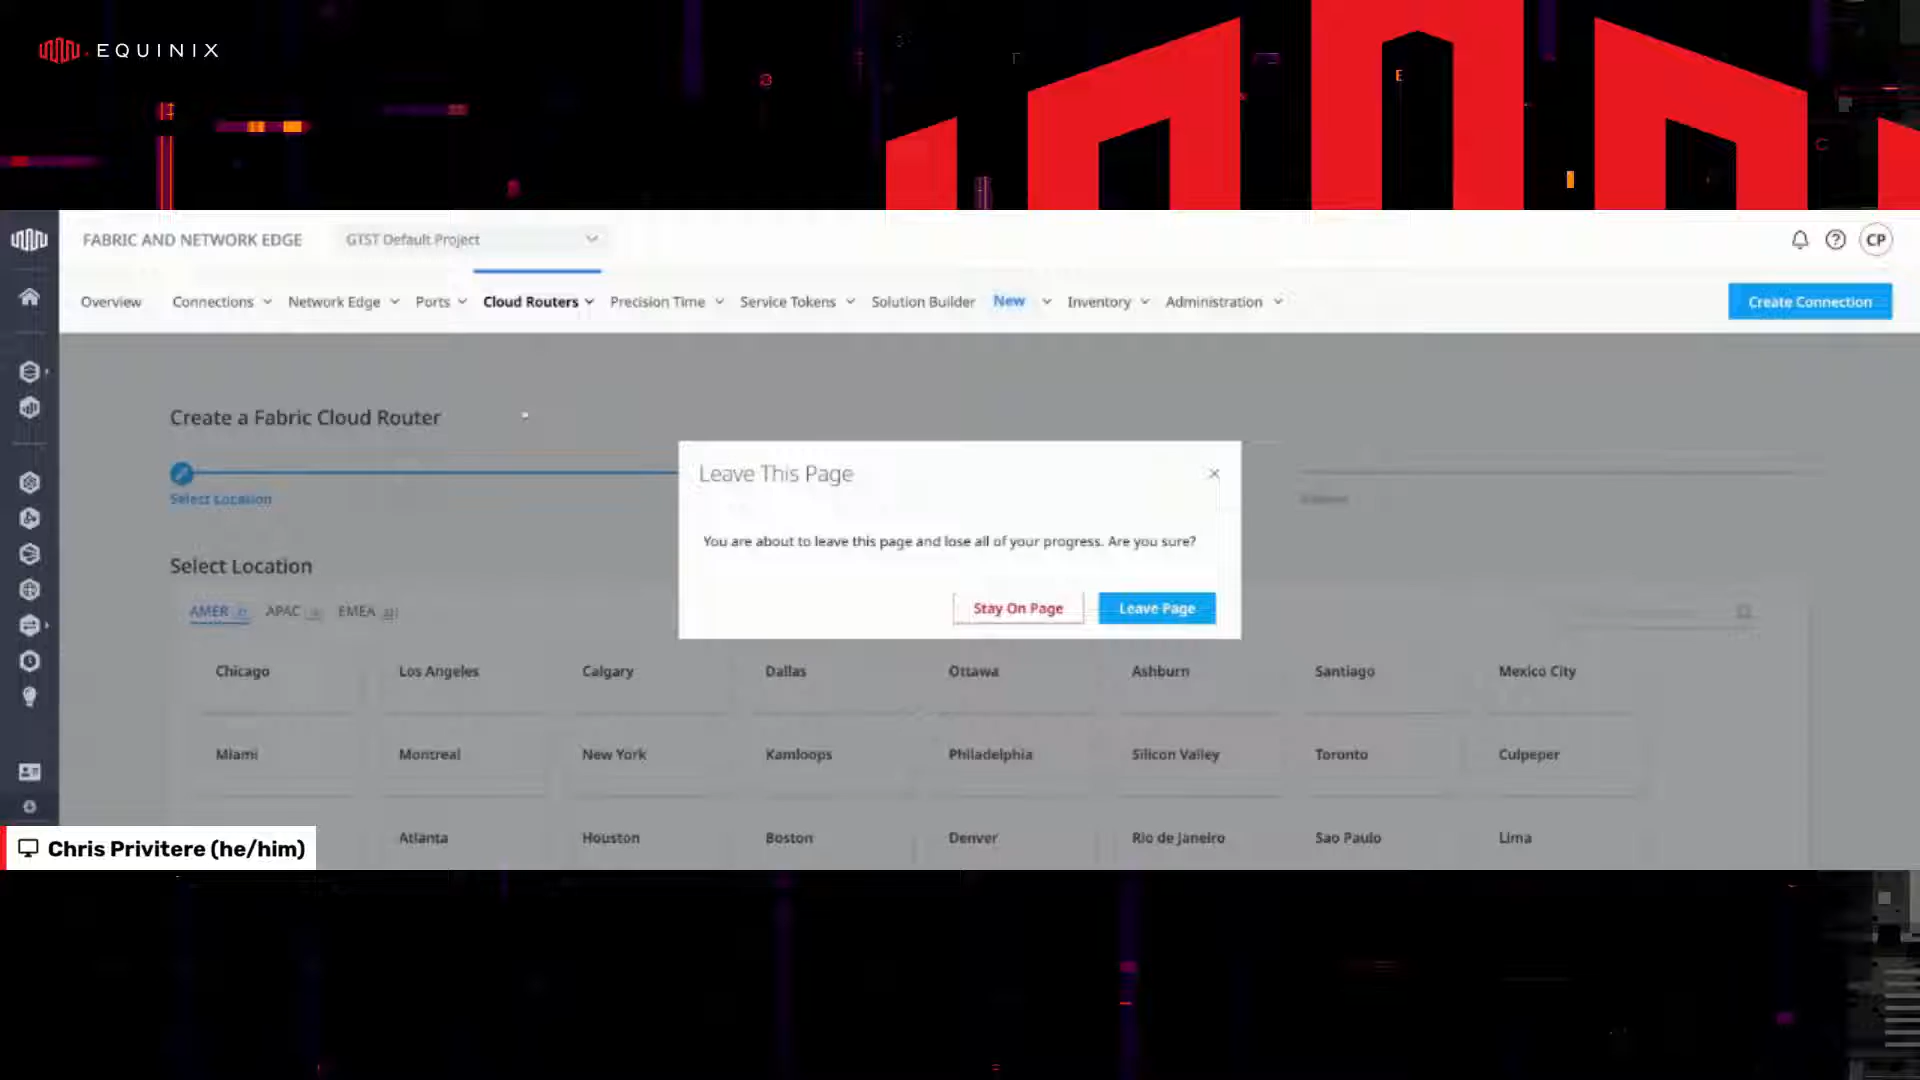 EQUINIX
FABRIC AND NETWORK EDGE
GTST Default Project
CP
Overview
Connections
Network Edge
Ports
Cloud Routers
Precision Time
Service Tokens
Solution Builder
New
Inventory
Administration
Create Connection
Create a Fabric Cloud Router
Select Location
Leave This Page
You are about to leave this page and lose all of your progress. Are you sure?
Stay On Page
Leave Page
Select Location
AMER
APAC
EMEA
Chicago
Los Angeles
Calgary
Dallas
Ottawa
Ashburn
Santiago
Mexico City
Miami
Montreal
New York
Kamloops
Philadelphia
Silicon Valley
Toronto
Culpeper
Atlanta
Houston
Boston
Denver
Rio de Janeiro
Sao Paulo
Lima
Chris Privitere (he/him)